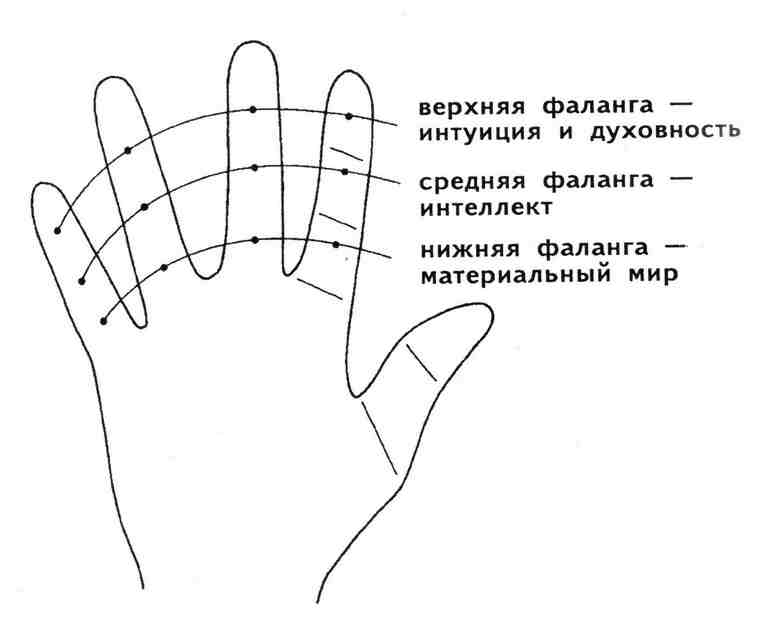 верхняя фаланга —
интуиция и духовность
средняя фаланга —
интеллект
нижняя фаланга —
материальный мир